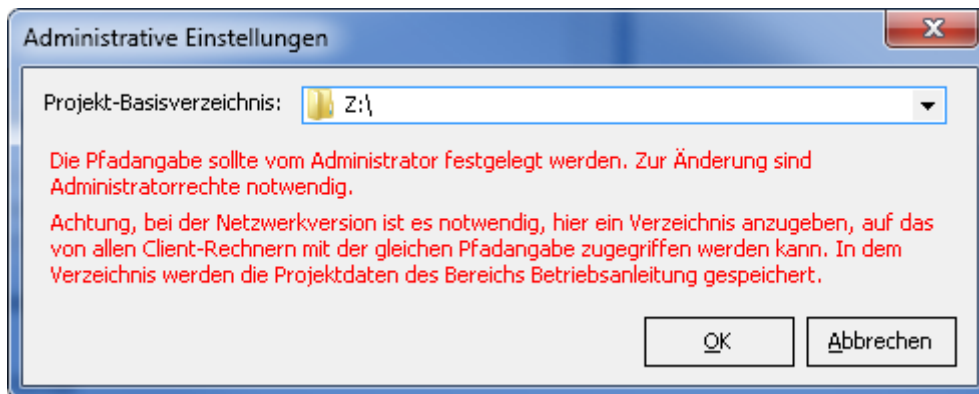 Administrative Einstellungen
Projekt-Basisverzeichnis: Z:\
Die Pfadangabe sollte vom Administrator festgelegt werden. Zur Änderung sind
Administratorrechte notwendig.
Achtung, bei der Netzwerkversion ist es notwendig, hier ein Verzeichnis anzugeben, auf das
von allen Client-Rechnern mit der gleichen Pfadangabe zugegriffen werden kann. In dem
Verzeichnis werden die Projektdaten des Bereichs Betriebsanleitung gespeichert.
OK Abbrechen